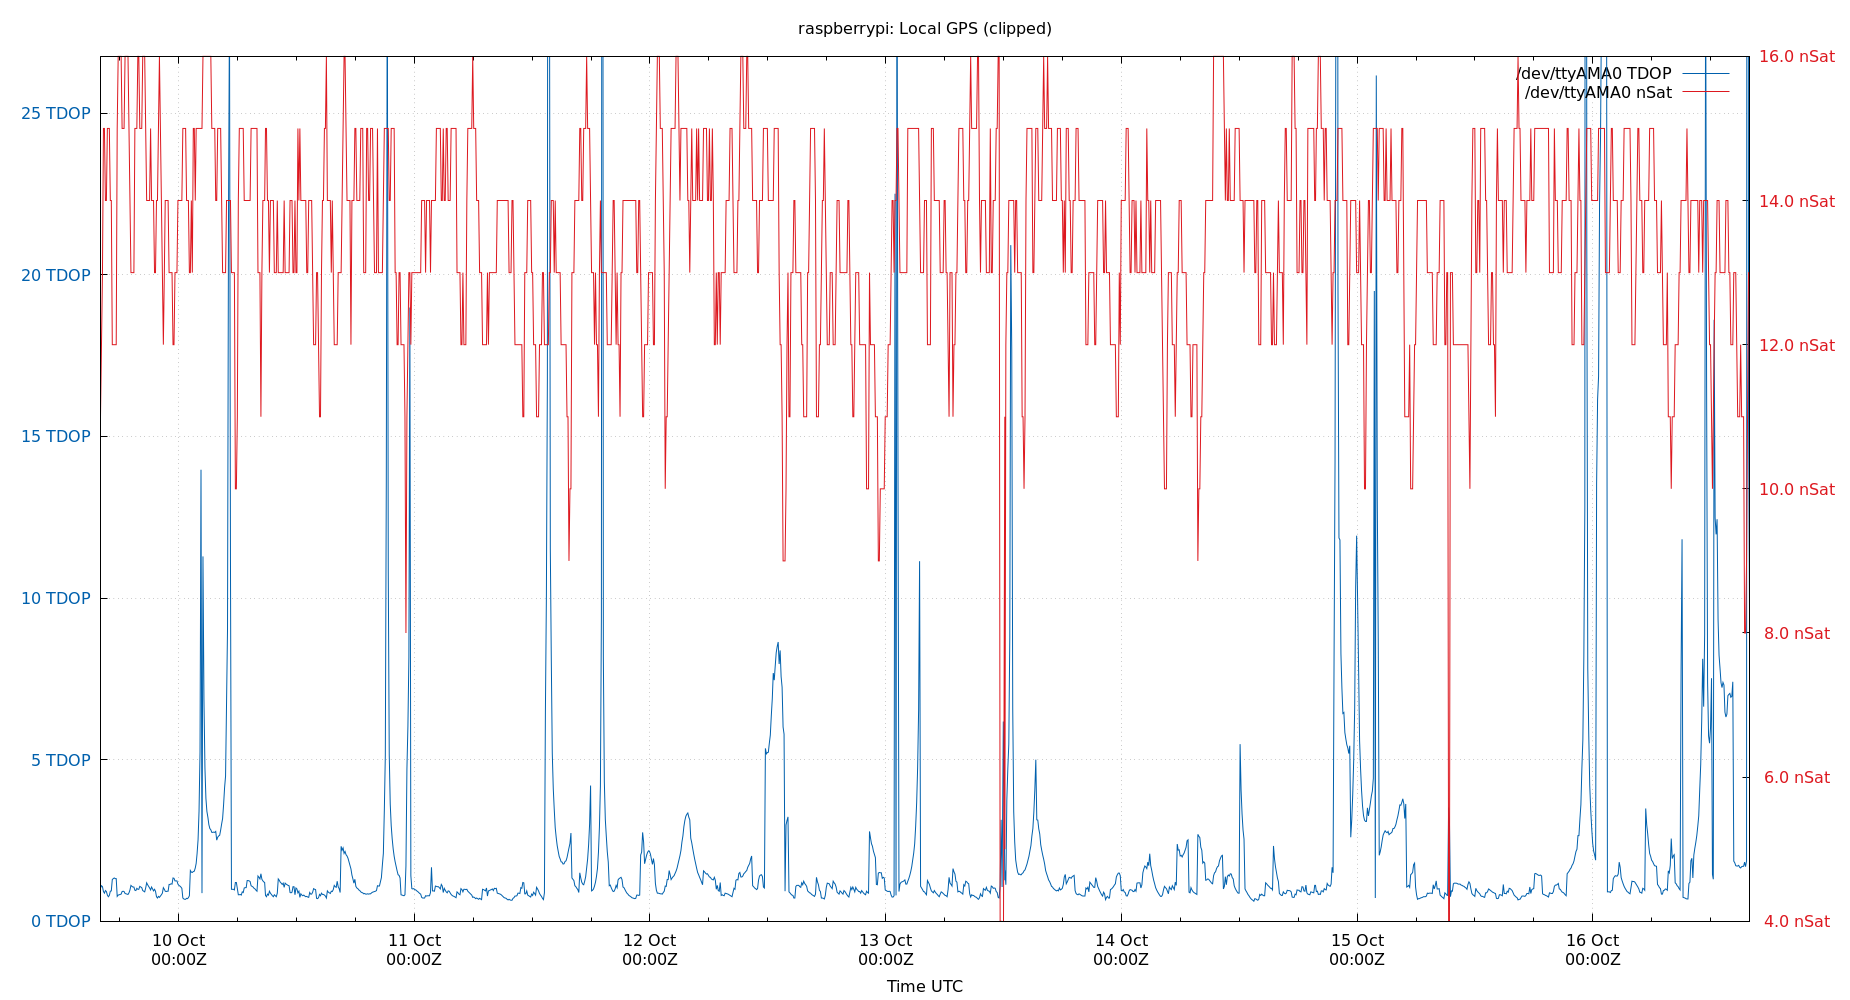 raspberrypi: Local GPS (clipped)
/dev/ttyAMA0 TDOP
/dev/ttyAMA0 nSat
25 TDOP
20 TDOP
15 TDOP
10 TDOP
5 TDOP
0 TDOP
16.0 nSat
14.0 nSat
12.0 nSat
10.0 nSat
8.0 nSat
6.0 nSat
4.0 nSat
10 Oct
00:00Z
11 Oct
00:00Z
12 Oct
00:00Z
13 Oct
00:00Z
14 Oct
00:00Z
15 Oct
00:00Z
16 Oct
00:00Z
Time UTC